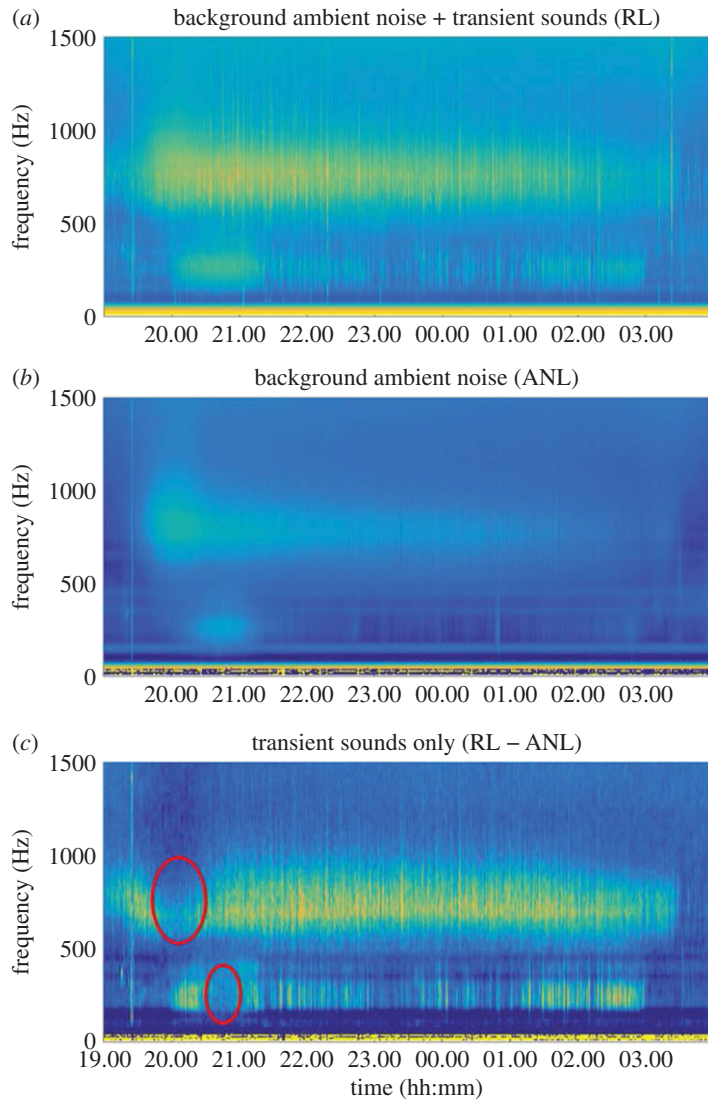 (a) background ambient noise + transient sounds (RL)
1500
1000
500
0
frequency (Hz)
20.00 21.00 22.00 23.00 00.00 01.00 02.00 03.00
(b) background ambient noise (ANL)
1500
1000
500
0
frequency (Hz)
20.00 21.00 22.00 23.00 00.00 01.00 02.00 03.00
(c) transient sounds only (RL – ANL)
1500
1000
500
0
frequency (Hz)
19.00 20.00 21.00 22.00 23.00 00.00 01.00 02.00 03.00
time (hh:mm)